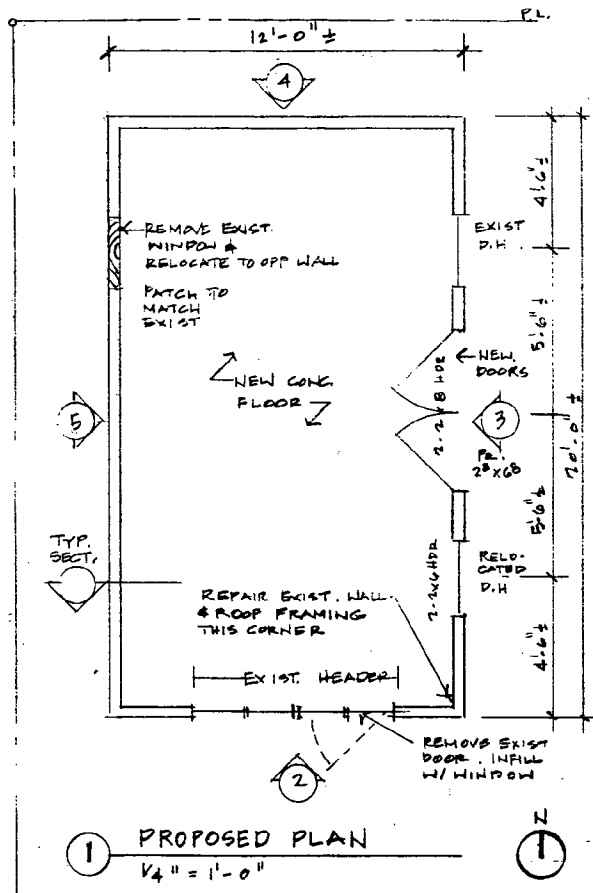 P.L.
12'-0" ±
4
REMOVE EXIST.
WINDOW &
RELOCATE TO OPP WALL
PATCH TO
MATCH
EXIST
EXIST
D.H.
4'-6" ±
5'-6" ±
20'-0" ±
NEW
DOORS
NEW CONC.
FLOOR
2-2x8 HDR
5
3
PR.
2⁸x6⁸
5'-6" ±
TYP.
SECT.
RELO-
CATED
D.H
2-2x6 HDR
REPAIR EXIST. WALL
& ROOF FRAMING
THIS CORNER
4'-6" ±
EXIST. HEADER
REMOVE EXIST
DOOR. INFILL
W/ WINDOW
2
1 PROPOSED PLAN
1/4" = 1'-0"
N